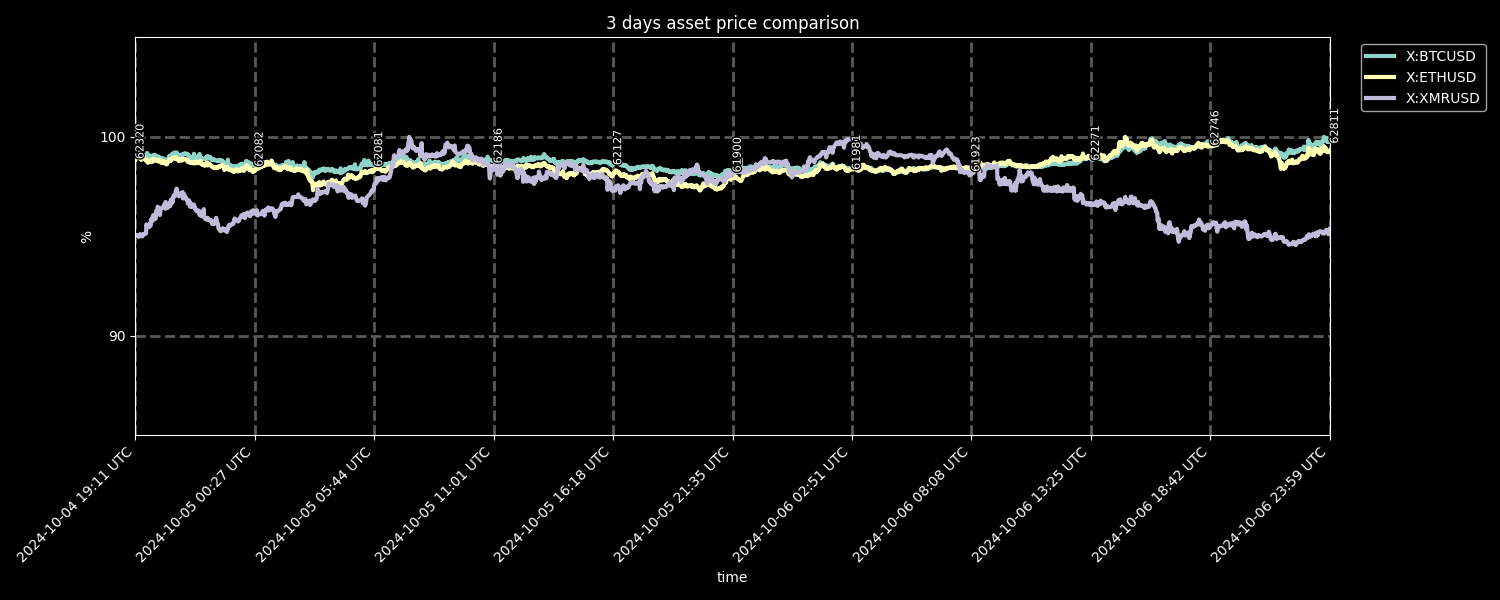 3 days asset price comparison
X:BTCUSD
X:ETHUSD
X:XMRUSD
100
90
%
62320
62082
62081
62186
62127
61900
61981
61923
62271
62746
62811
2024-10-04 19:11 UTC
2024-10-05 00:27 UTC
2024-10-05 05:44 UTC
2024-10-05 11:01 UTC
2024-10-05 16:18 UTC
2024-10-05 21:35 UTC
2024-10-06 02:51 UTC
2024-10-06 08:08 UTC
2024-10-06 13:25 UTC
2024-10-06 18:42 UTC
2024-10-06 23:59 UTC
time